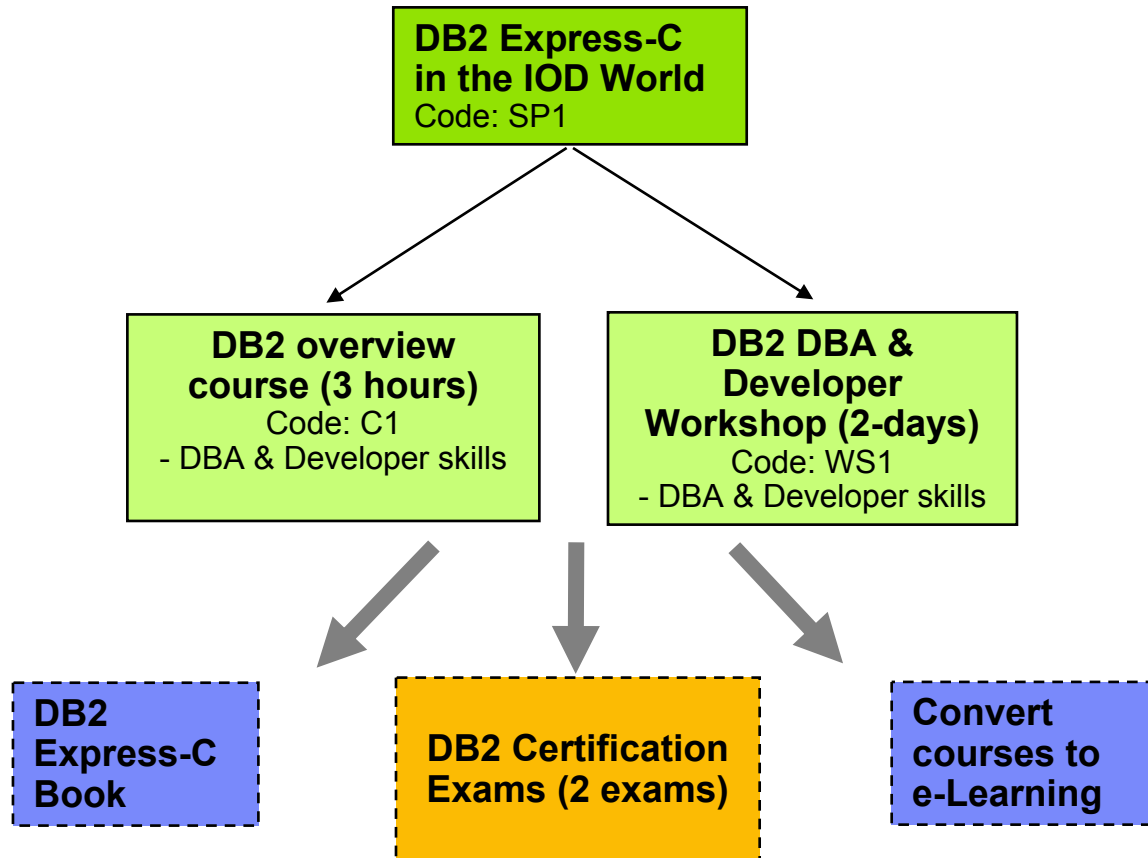 DB2 Express-C
in the IOD World
Code: SP1
DB2 overview
course (3 hours)
Code: C1
- DBA & Developer skills
DB2 DBA &
Developer
Workshop (2-days)
Code: WS1
- DBA & Developer skills
DB2
Express-C
Book
DB2 Certification
Exams (2 exams)
Convert
courses to
e-Learning